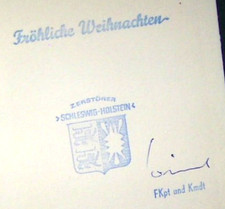 Fröhliche Weihnachten
ZERSTÖRER
>SCHLESWIG-HOLSTEIN<
FKpt und Kmdt